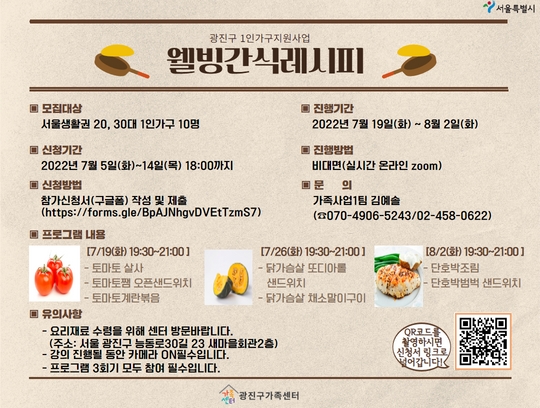 서울특별시
광진구 1인가구지원사업
웰빙간식레시피
▣ 모집대상
서울생활권 20, 30대 1인가구 10명
▣ 진행기간
2022년 7월 19일(화) ~ 8월 2일(화)
▣ 신청기간
2022년 7월 5일(화)~14일(목) 18:00까지
▣ 진행방법
비대면(실시간 온라인 zoom)
▣ 신청방법
참가신청서(구글폼) 작성 및 제출
(https://forms.gle/BpAJNhgvDVEtTzmS7)
▣ 문 의
가족사업1팀 김예솔
(☎070-4906-5243/02-458-0622)
▣ 프로그램 내용
[7/19(화) 19:30~21:00 ]
- 토마토 살사
- 토마토쨈 오픈샌드위치
- 토마토계란볶음
[7/26(화) 19:30~21:00 ]
- 닭가슴살 또띠아롤
샌드위치
- 닭가슴살 채소말이구이
[8/2(화) 19:30~21:00 ]
- 단호박조림
- 단호박범벅 샌드위치
▣ 유의사항
- 요리재료 수령을 위해 센터 방문바랍니다.
(주소: 서울 광진구 능동로30길 23 새마을회관2층)
- 강의 진행될 동안 카메라 ON필수입니다.
- 프로그램 3회기 모두 참여 필수입니다.
QR코드를
촬영하시면
신청서 링크로
넘어갑니다!
가족센터
광진구가족센터